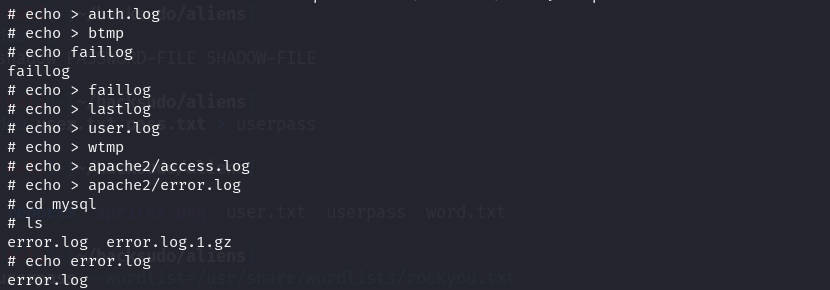 # echo > auth.log
# echo > btmp
# echo faillog
faillog
# echo > faillog
# echo > lastlog
# echo > user.log
# echo > wtmp
# echo > apache2/access.log
# echo > apache2/error.log
# cd mysql
# ls
error.log  error.log.1.gz
# echo error.log
error.log